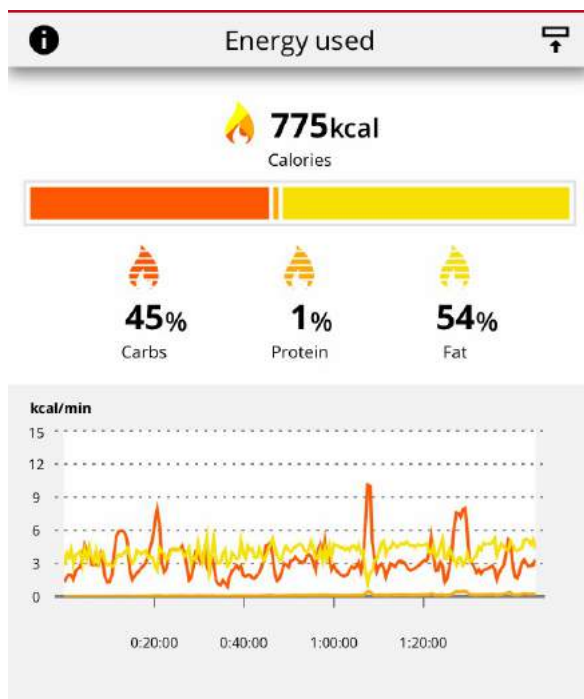 Energy used
775kcal
Calories
45% 1% 54%
Carbs Protein Fat
kcal/min
15
12
9
6
3
0
0:20:00 0:40:00 1:00:00 1:20:00